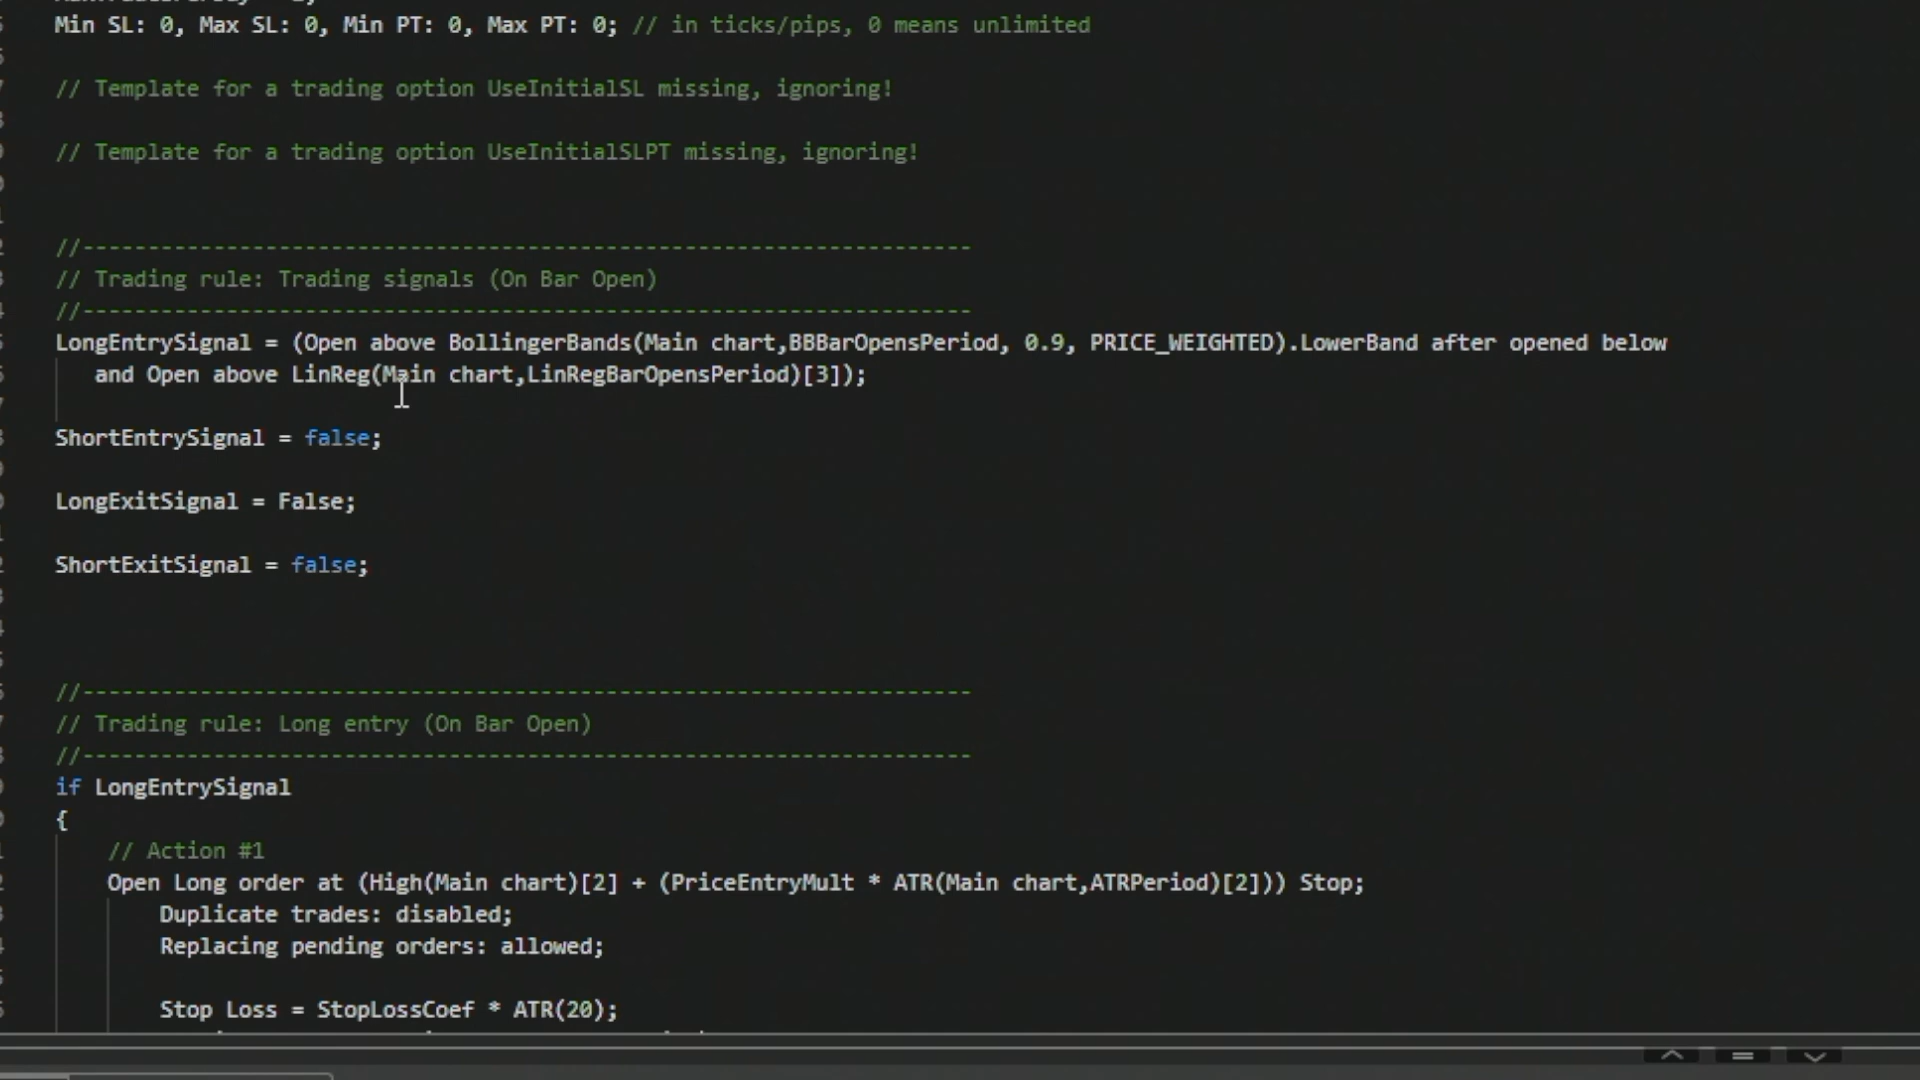 Min SL: 0, Max SL: 0, Min PT: 0, Max PT: 0; // in ticks/pips, 0 means unlimited
// Template for a trading option UseInitialSL missing, ignoring!
// Template for a trading option UseInitialSLPT missing, ignoring!
//--------------------------------------------------------------------
// Trading rule: Trading signals (On Bar Open)
//--------------------------------------------------------------------
LongEntrySignal = (Open above BollingerBands(Main chart,BBBarOpensPeriod, 0.9, PRICE_WEIGHTED).LowerBand after opened below
and Open above LinReg(Main chart,LinRegBarOpensPeriod)[3]);
ShortEntrySignal = false;
LongExitSignal = False;
ShortExitSignal = false;
//--------------------------------------------------------------------
// Trading rule: Long entry (On Bar Open)
//--------------------------------------------------------------------
if LongEntrySignal
{
// Action #1
Open Long order at (High(Main chart)[2] + (PriceEntryMult * ATR(Main chart,ATRPeriod)[2])) Stop;
Duplicate trades: disabled;
Replacing pending orders: allowed;
Stop Loss = StopLossCoef * ATR(20);